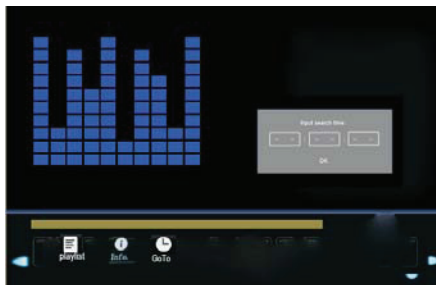 Input search time
- - : - - : - -
OK
playlist
Info.
GoTo